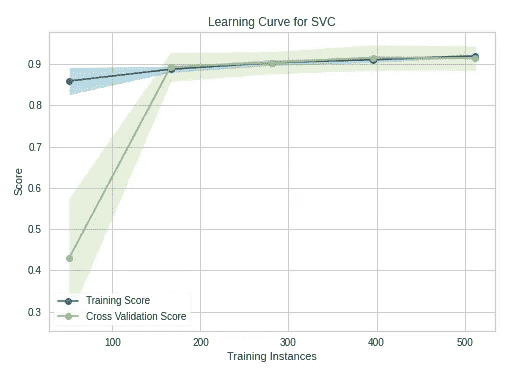 Learning Curve for SVC
Score
0.9
0.8
0.7
0.6
0.5
0.4
0.3
Training Score
Cross Validation Score
100 200 300 400 500
Training Instances